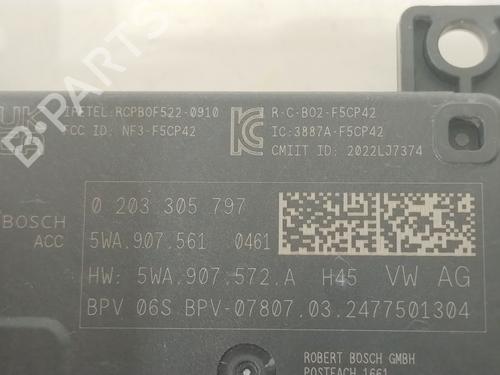 UK
IFETEL: RCPBOF522-0910
FCC ID: NF3-F5CP42
R-C-BO2-F5CP42
IC:3887A-F5CP42
CMIIT ID: 2022LJ7374
BOSCH
ACC
0 203 305 797
5WA.907.561 0461
HW: 5WA.907.572.A H45 VW AG
BPV 06S BPV-07807.03.2477501304
ROBERT BOSCH GMBH
POSTFACH 1661